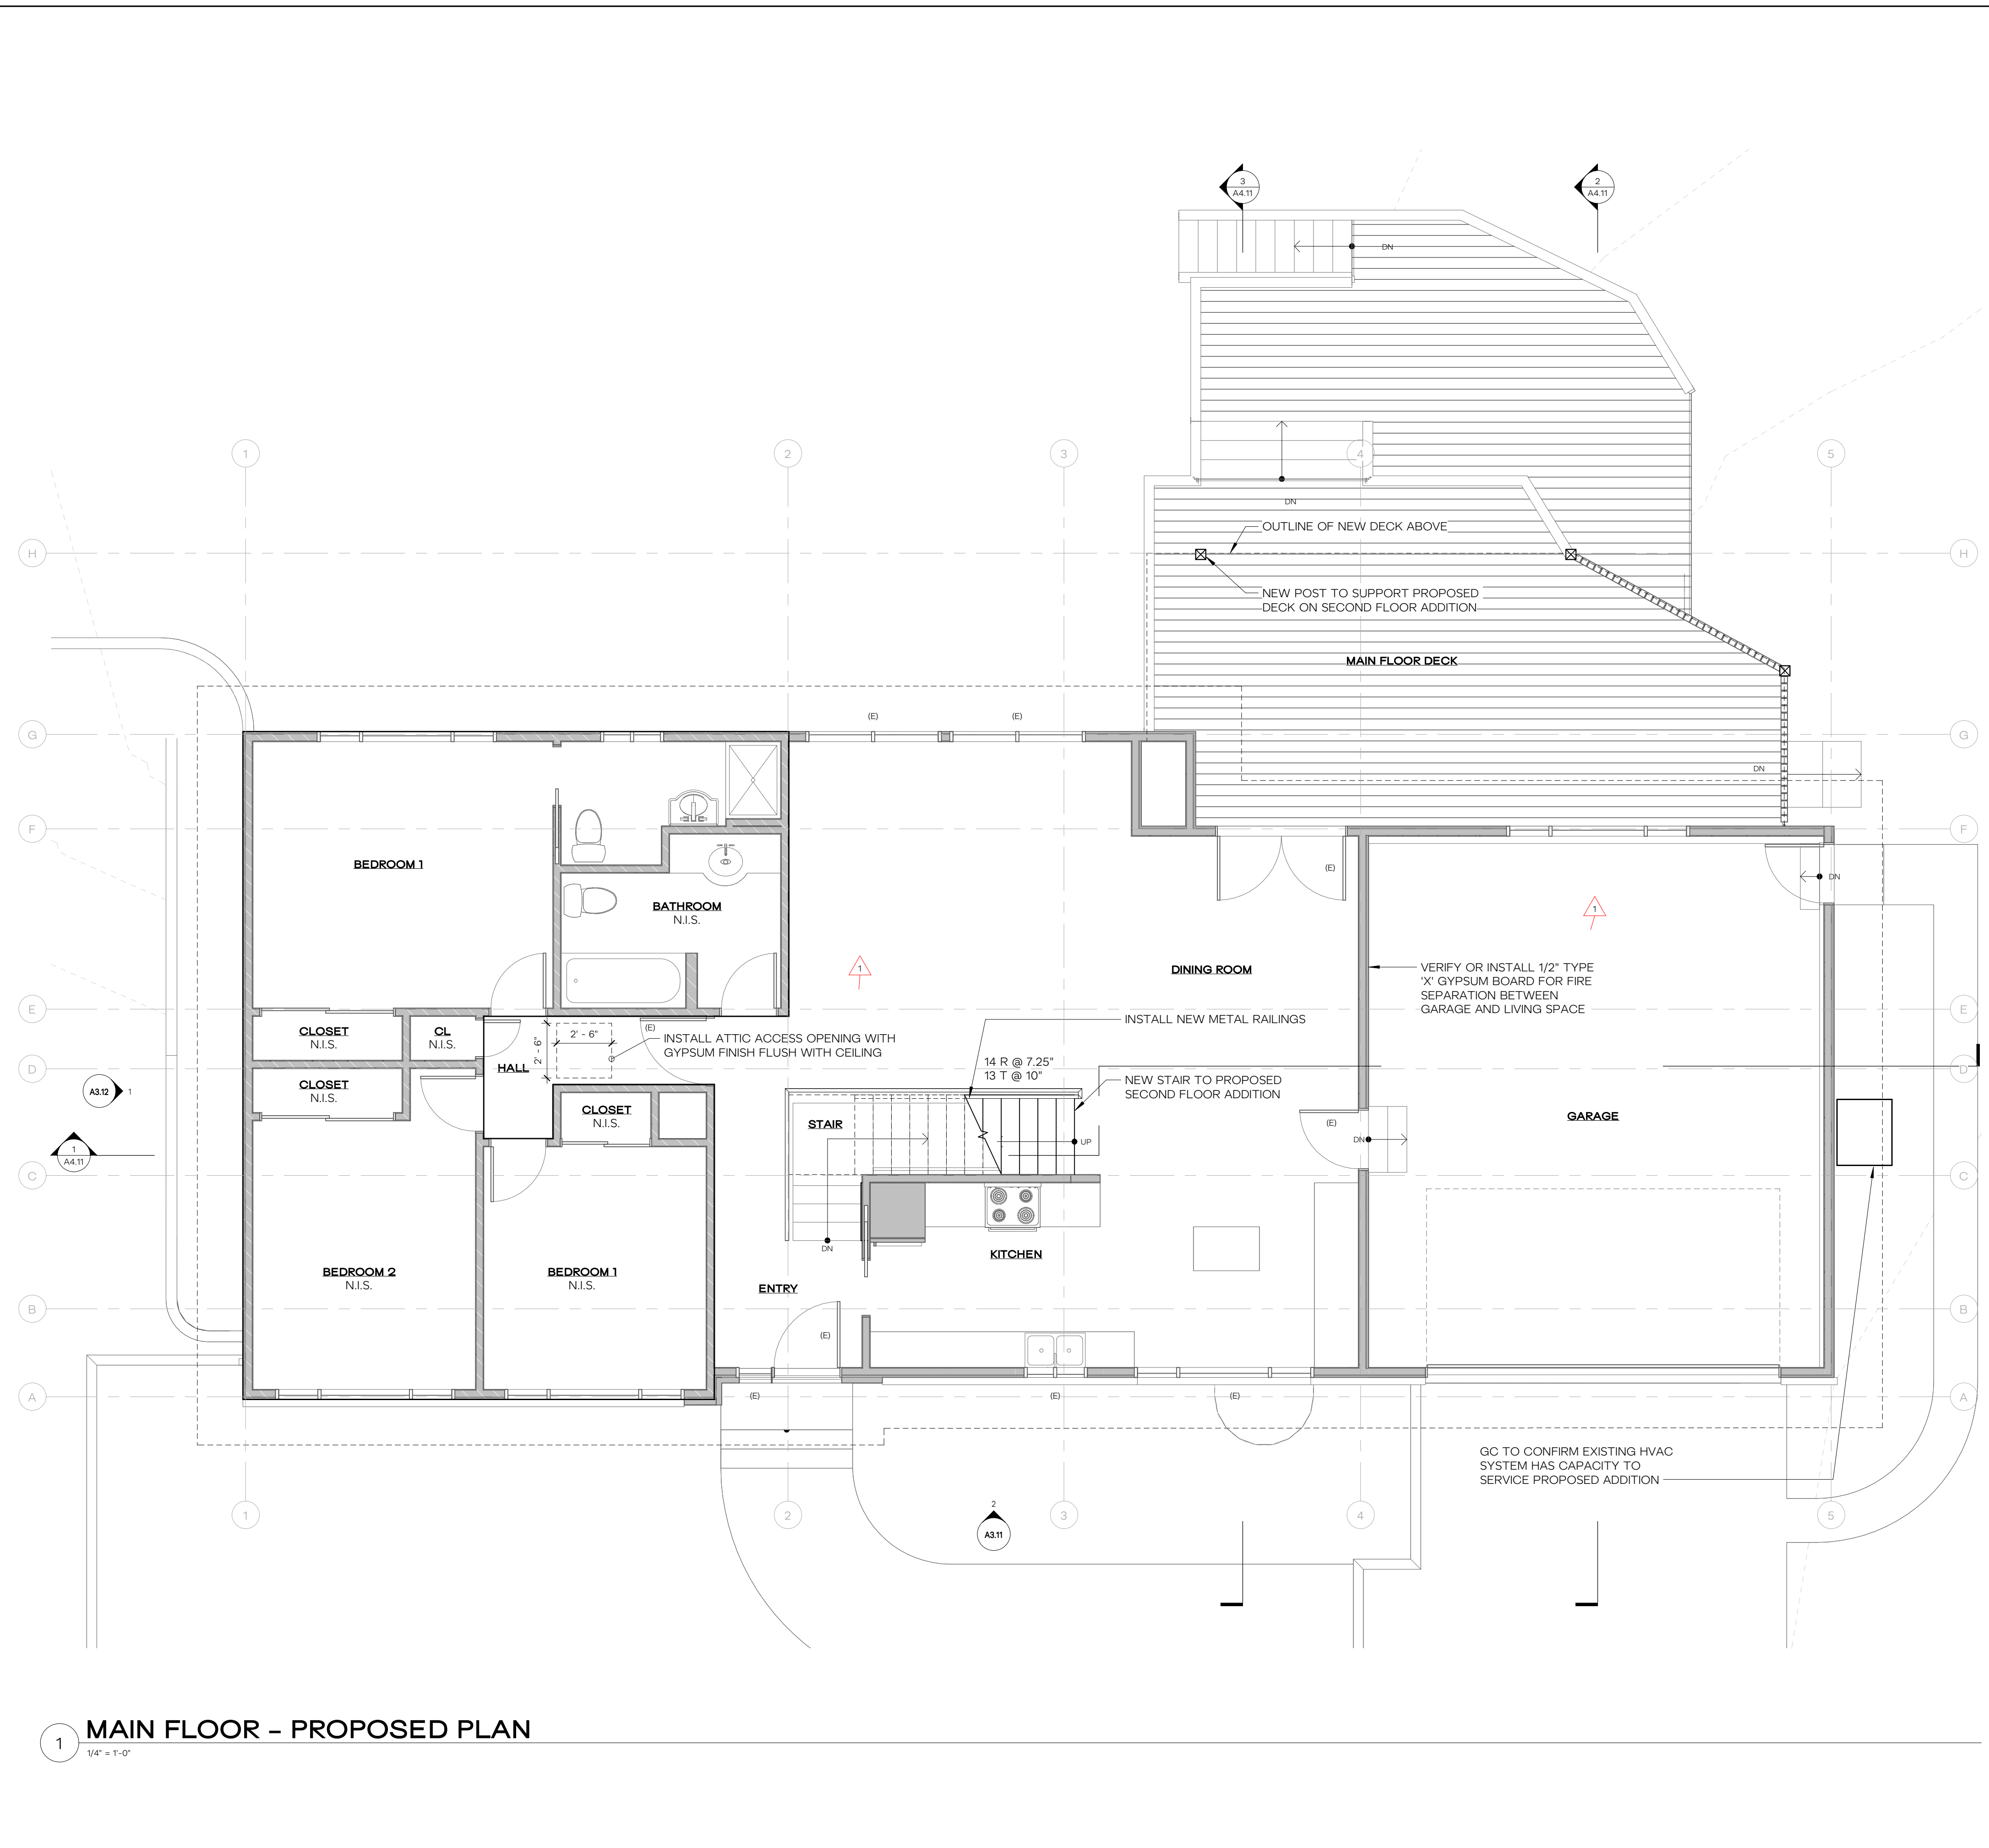 3
A4.11
2
A4.11
DN
1
2
3
4
5
DN
OUTLINE OF NEW DECK ABOVE
H
H
NEW POST TO SUPPORT PROPOSED
DECK ON SECOND FLOOR ADDITION
MAIN FLOOR DECK
(E)
(E)
G
G
DN
F
F
BEDROOM 1
(E)
DN
BATHROOM
N.I.S.
1
1
DINING ROOM
VERIFY OR INSTALL 1/2" TYPE
'X' GYPSUM BOARD FOR FIRE
SEPARATION BETWEEN
GARAGE AND LIVING SPACE
E
E
CLOSET
N.I.S.
CL
N.I.S.
2' - 6"
2' - 6"
(E)
INSTALL ATTIC ACCESS OPENING WITH
GYPSUM FINISH FLUSH WITH CEILING
INSTALL NEW METAL RAILINGS
HALL
14 R @ 7.25"
13 T @ 10"
D
D
CLOSET
N.I.S.
NEW STAIR TO PROPOSED
SECOND FLOOR ADDITION
A3.12
1
CLOSET
N.I.S.
STAIR
GARAGE
(E)
UP
DN
1
A4.11
C
C
DN
KITCHEN
BEDROOM 2
N.I.S.
BEDROOM 1
N.I.S.
ENTRY
B
B
(E)
A
A
(E)
(E)
(E)
GC TO CONFIRM EXISTING HVAC
SYSTEM HAS CAPACITY TO
SERVICE PROPOSED ADDITION
1
2
2
A3.11
3
4
5
1
MAIN FLOOR - PROPOSED PLAN
1/4" = 1'-0"